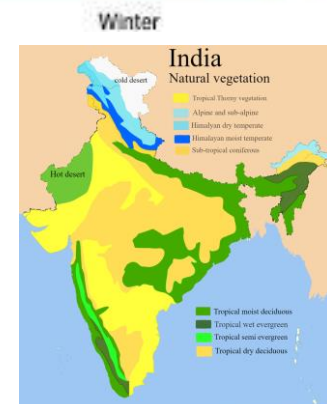 Winter
India
Natural vegetation
cold desert
Tropical Thorny vegetation
Alpine and sub-alpine
Himalyan dry temperate
Himalayan moist temperate
Sub-tropical coniferous
Hot desert
Tropical moist deciduous
Tropical wet evergreen
Tropical semi evergreen
Tropical dry deciduous